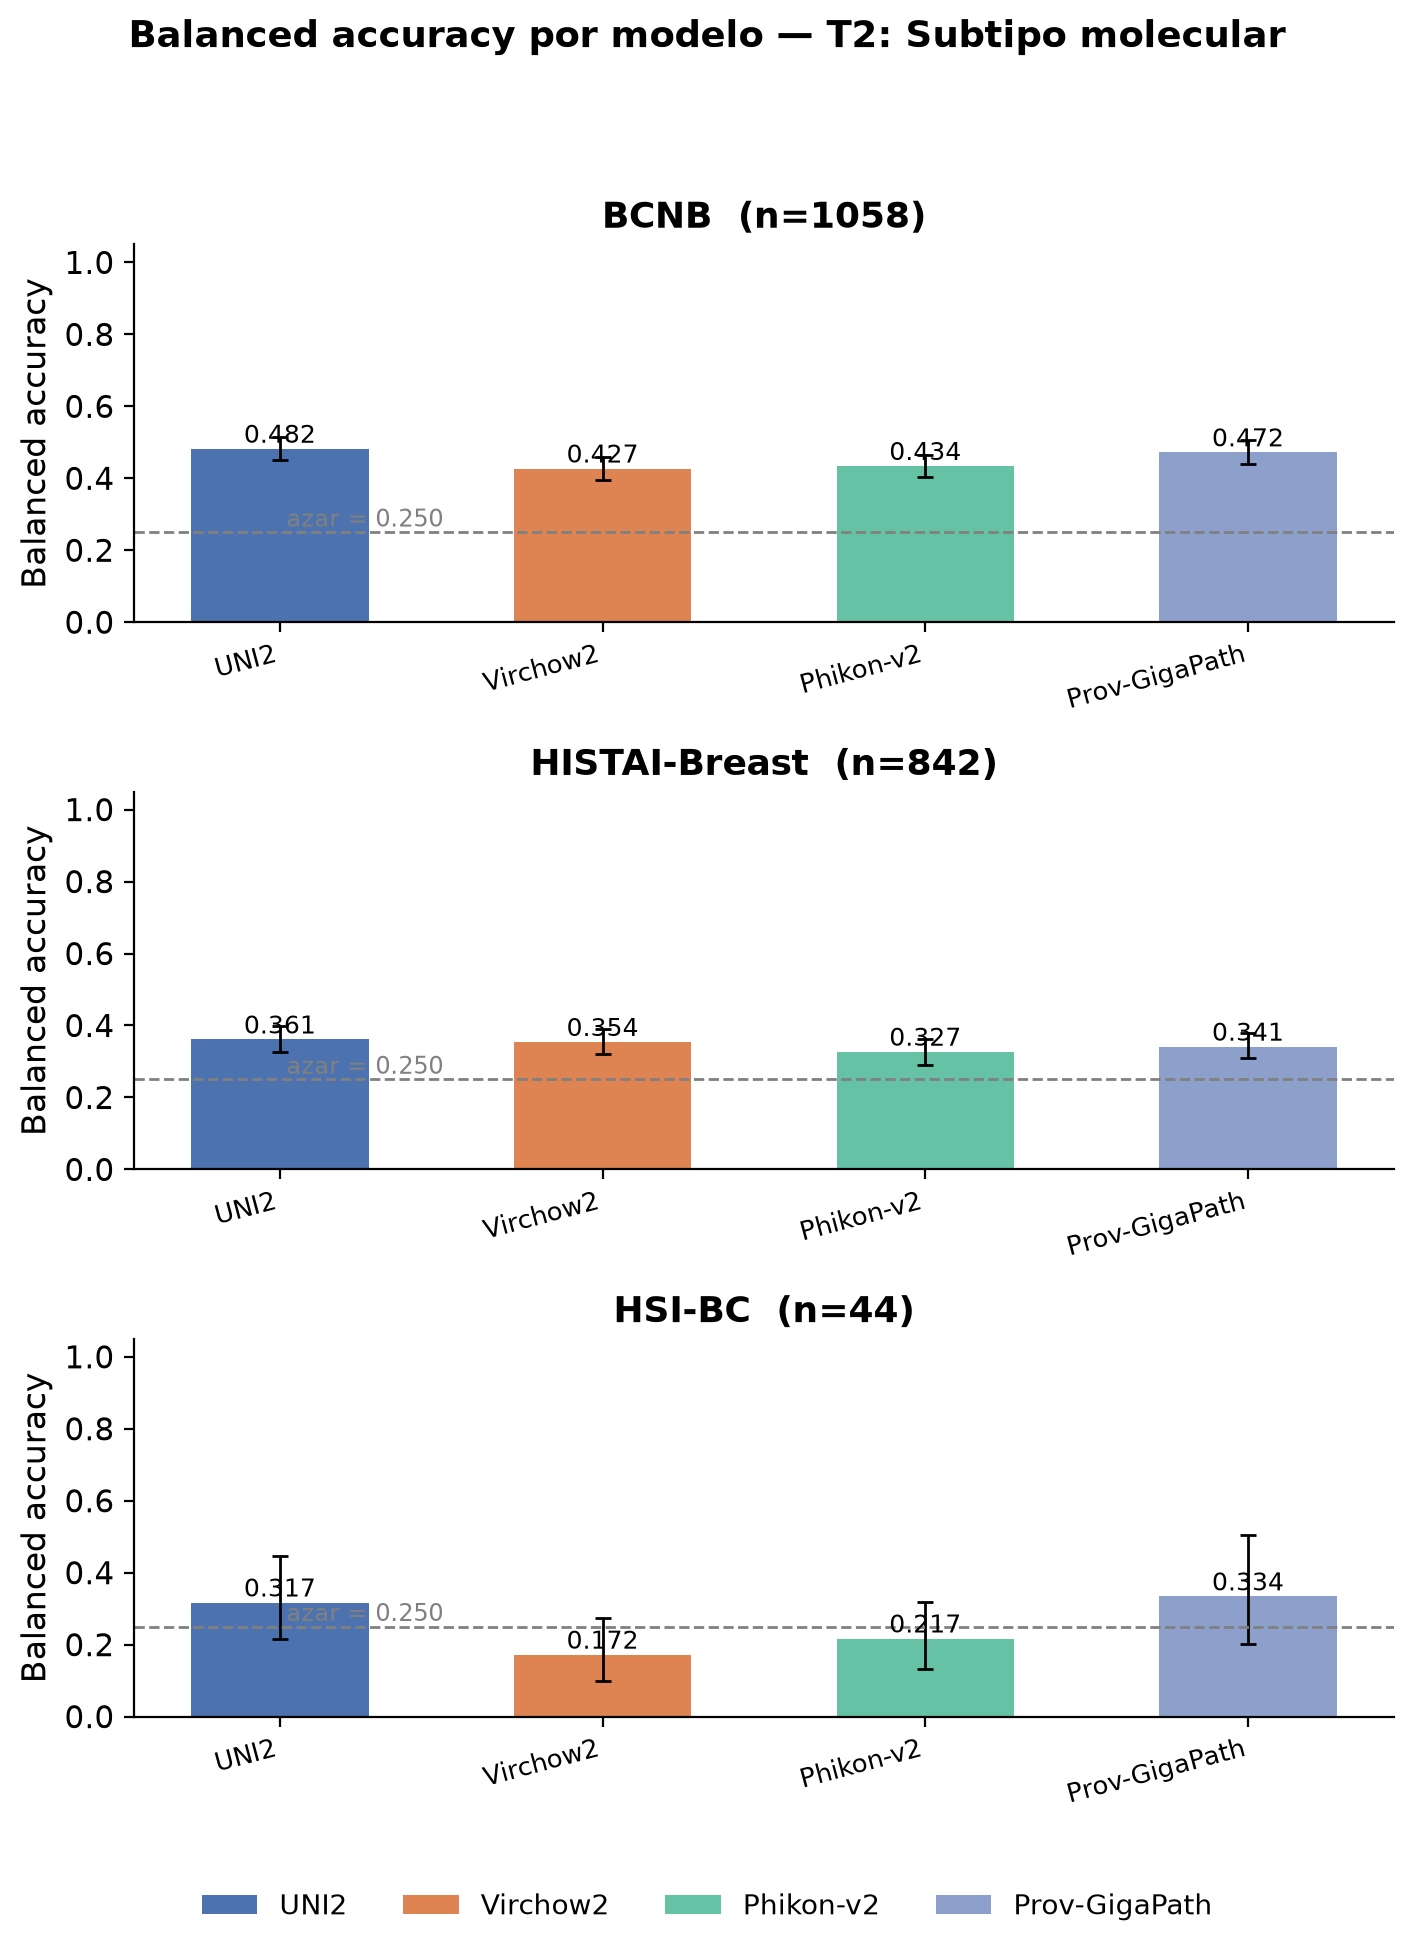 Balanced accuracy por modelo — T2: Subtipo molecular
BCNB (n=1058)
Balanced accuracy
1.0
0.8
0.6
0.4
0.2
0.0
0.482
0.427
0.434
0.472
azar = 0.250
UNI2
Virchow2
Phikon-v2
Prov-GigaPath
HISTAI-Breast (n=842)
Balanced accuracy
1.0
0.8
0.6
0.4
0.2
0.0
0.361
0.354
0.327
0.341
azar = 0.250
UNI2
Virchow2
Phikon-v2
Prov-GigaPath
HSI-BC (n=44)
Balanced accuracy
1.0
0.8
0.6
0.4
0.2
0.0
0.317
0.172
0.217
0.334
azar = 0.250
UNI2
Virchow2
Phikon-v2
Prov-GigaPath
UNI2 Virchow2 Phikon-v2 Prov-GigaPath